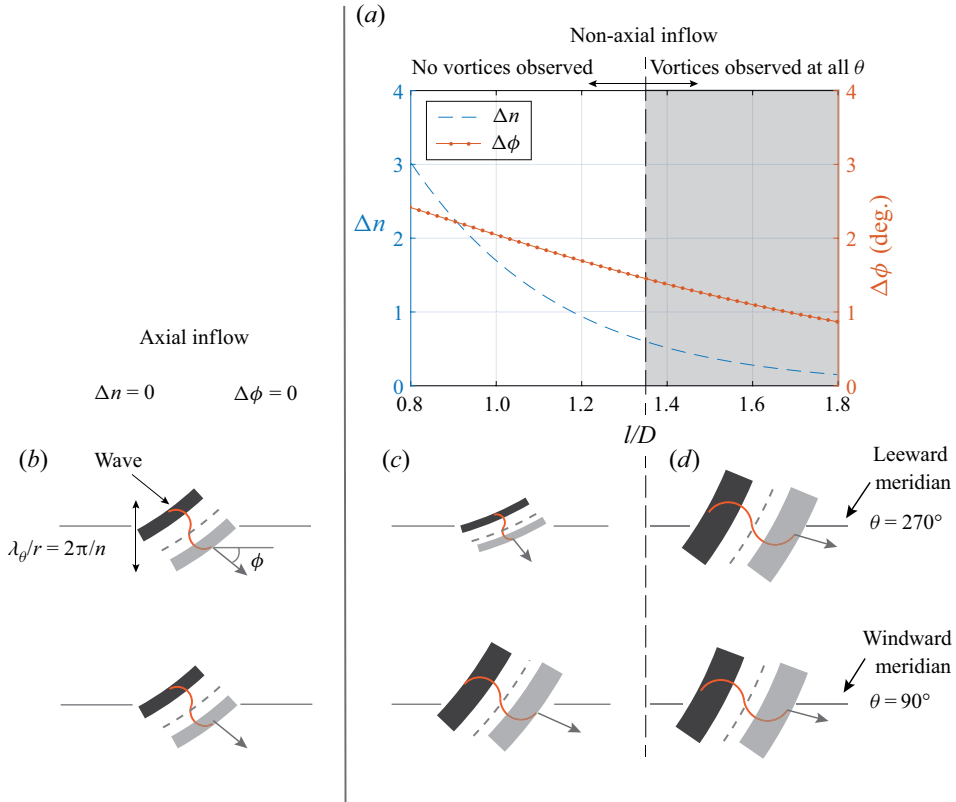 (a)
Non-axial inflow
No vortices observed
Vortices observed at all θ
4
3
2
1
0
Δn
Δn
Δϕ
4
3
2
1
0
Δϕ (deg.)
0.8 1.0 1.2 1.4 1.6 1.8
l/D
Axial inflow
Δn = 0 Δϕ = 0
(b)
Wave
λθ/r = 2π/n
ϕ
(c)
(d)
Leeward
meridian
θ = 270°
Windward
meridian
θ = 90°